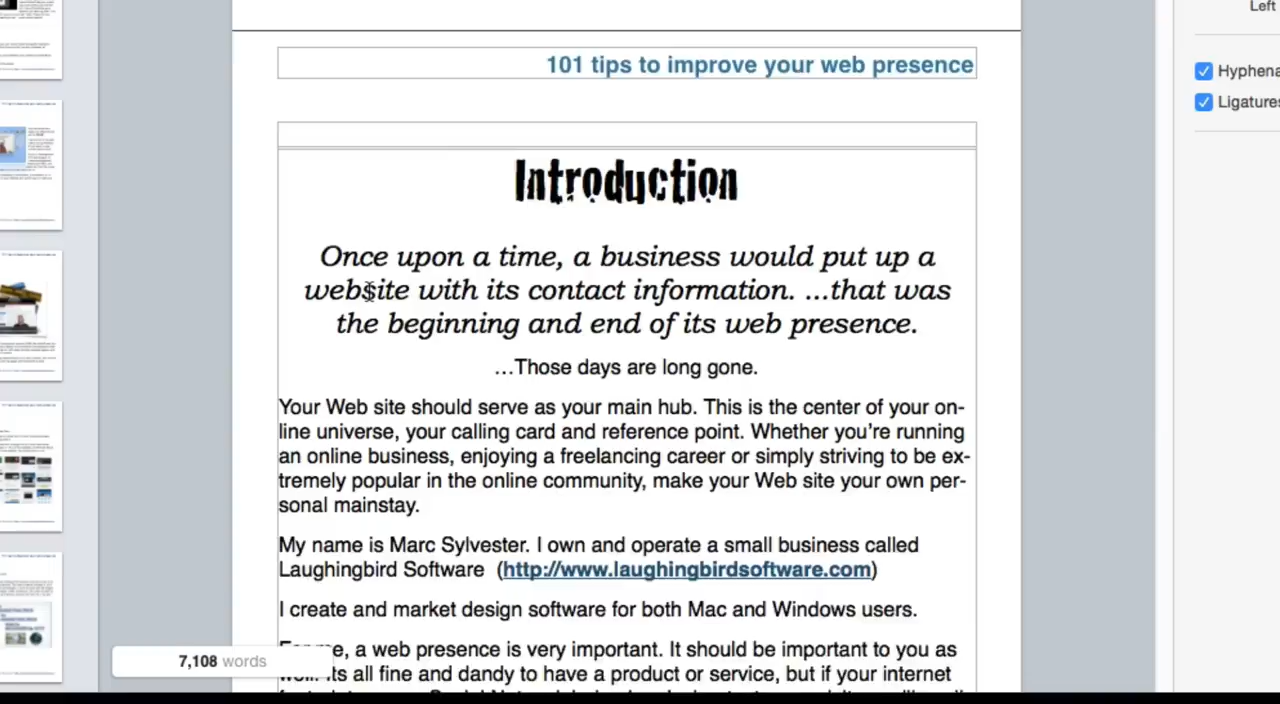 Left
101 tips to improve your web presence
Hyphena
Ligatures
Introduction
Once upon a time, a business would put up a
website with its contact information. ...that was
the beginning and end of its web presence.
...Those days are long gone.
Your Web site should serve as your main hub. This is the center of your on-
line universe, your calling card and reference point. Whether you're running
an online business, enjoying a freelancing career or simply striving to be ex-
tremely popular in the online community, make your Web site your own per-
sonal mainstay.
My name is Marc Sylvester. I own and operate a small business called
Laughingbird Software (http://www.laughingbirdsoftware.com)
I create and market design software for both Mac and Windows users.
For me, a web presence is very important. It should be important to you as
well. Its all fine and dandy to have a product or service, but if your internet
7,108 words